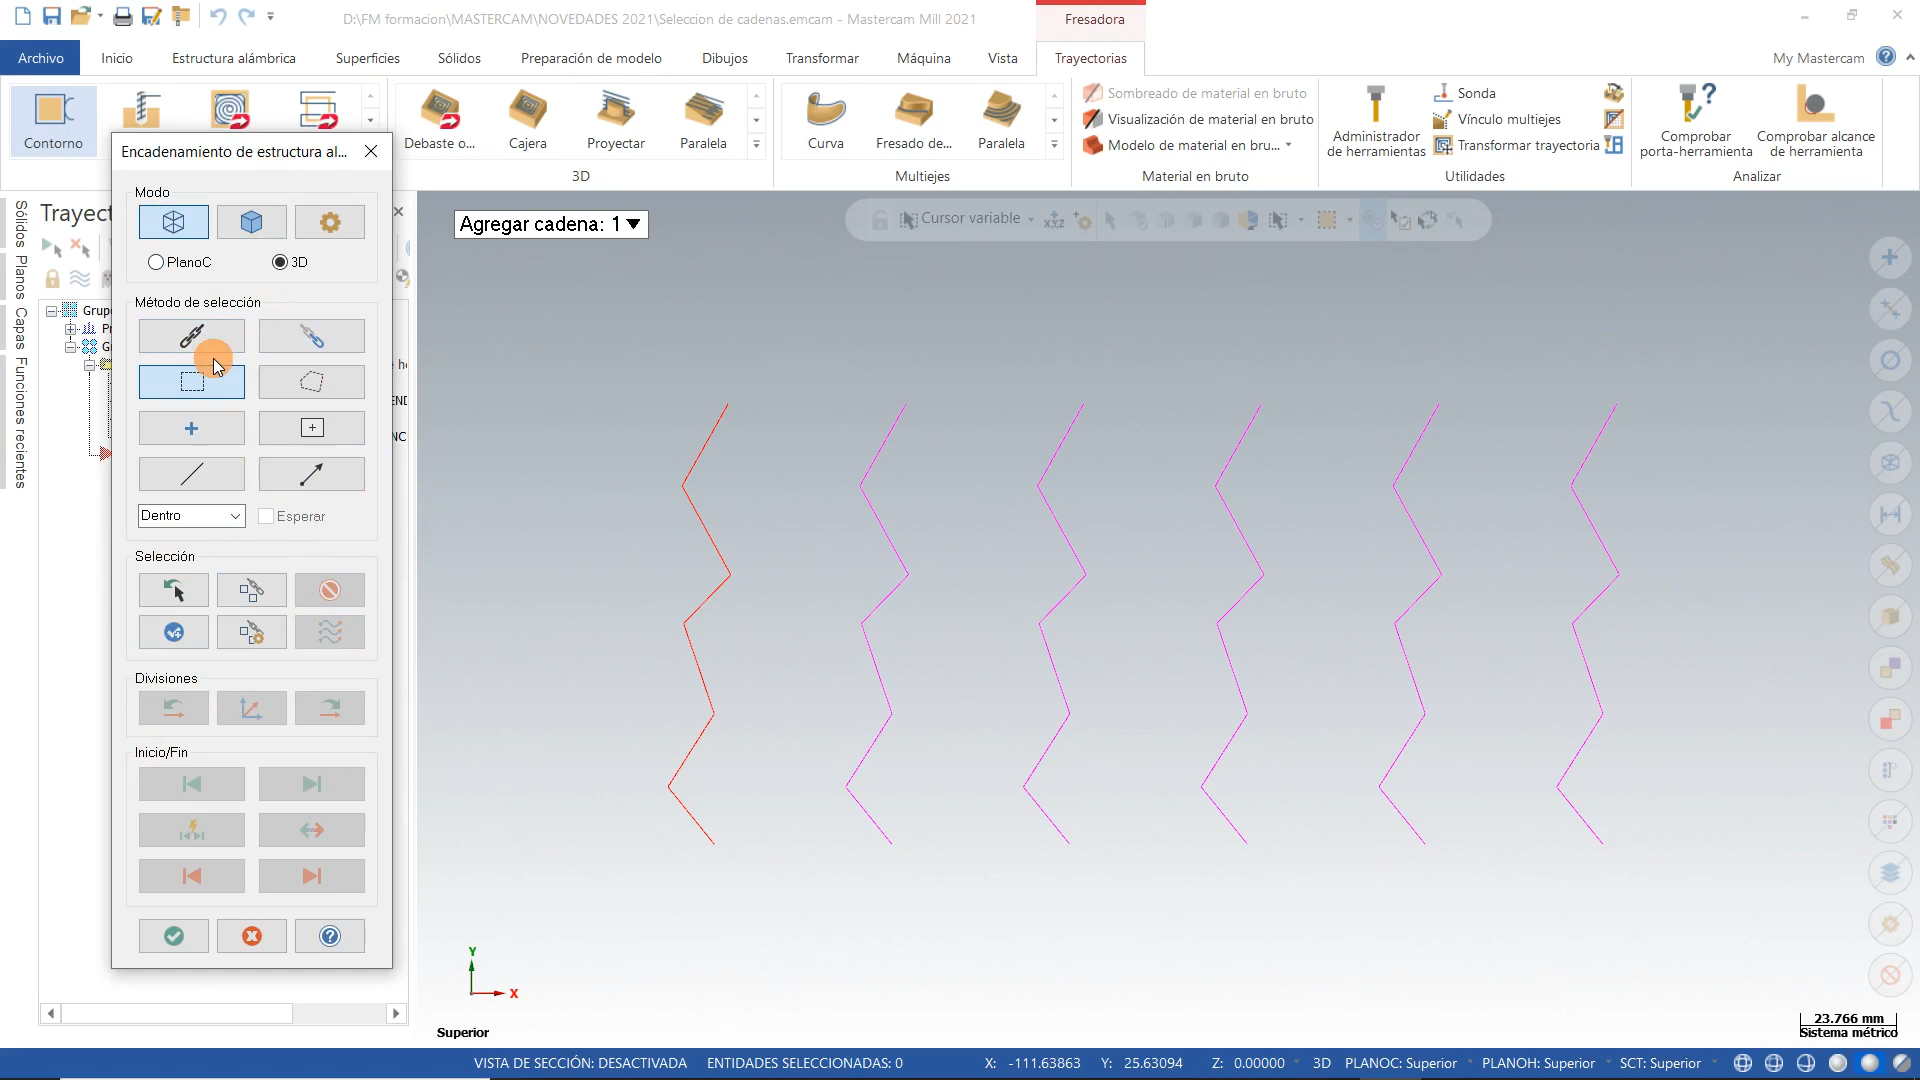 D:\FM formacion\MASTERCAM\NOVEDADES 2021\Seleccion de cadenas.emcam - Mastercam Mill 2021
Fresadora
Archivo
Inicio
Estructura alámbrica
Superficies
Sólidos
Preparación de modelo
Dibujos
Transformar
Máquina
Vista
Trayectorias
My Mastercam
Contorno
Debaste o...
Cajera
Proyectar
Paralela
3D
Curva
Fresado de...
Paralela
Multiejes
Sombreado de material en bruto
Visualización de material en bruto
Modelo de material en bru...
Material en bruto
Administrador
de herramientas
Sonda
Vínculo multiejes
Transformar trayectoria
Utilidades
Comprobar
porta-herramienta
Comprobar alcance
de herramienta
Analizar
Encadenamiento de estructura al...
Modo
PlanoC
3D
Método de selección
Dentro
Esperar
Selección
Divisiones
Inicio/Fin
Sólidos
Planos
Capas
Funciones recientes
Trayect
Grup
Agregar cadena: 1
Cursor variable
Y
X
Superior
23.766 mm
Sistema métrico
VISTA DE SECCIÓN: DESACTIVADA
ENTIDADES SELECCIONADAS: 0
X: -111.63863
Y: 25.63094
Z: 0.00000
3D
PLANOC: Superior
PLANOH: Superior
SCT: Superior